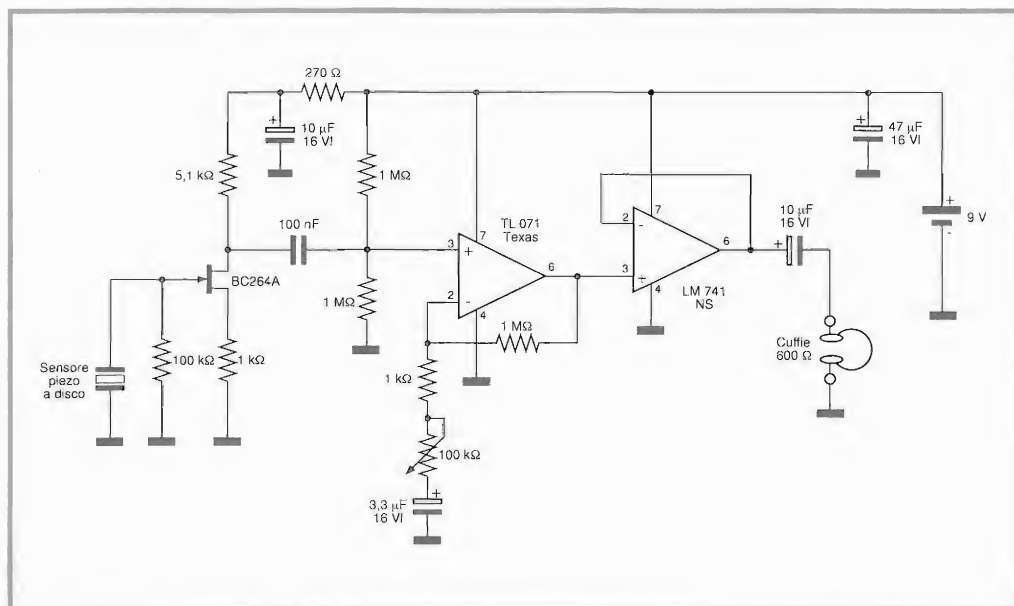 270 Ω
+
10 µF
16 Vl
5,1 kΩ
1 MΩ
100 nF
1 MΩ
BC264A
100 kΩ
1 kΩ
Sensore
piezo
a disco
TL 071
Texas
3
+
7
2
-
4
6
1 MΩ
1 kΩ
100 kΩ
+
3,3 µF
16 Vl
2
-
7
3
+
4
6
LM 741
NS
+
10 µF
16 Vl
Cuffie
600 Ω
+
47 µF
16 Vl
+
9 V
-